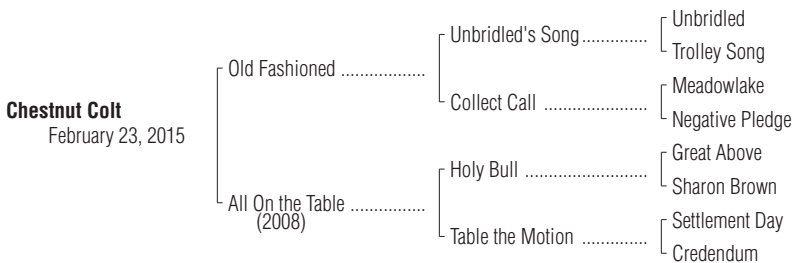 Unbridled
Unbridled's Song ..............
Trolley Song
Old Fashioned ..................
Meadowlake
Collect Call ......................
Negative Pledge
Chestnut Colt
February 23, 2015
Great Above
Holy Bull ..........................
Sharon Brown
All On the Table ................
(2008)
Settlement Day
Table the Motion ..............
Credendum